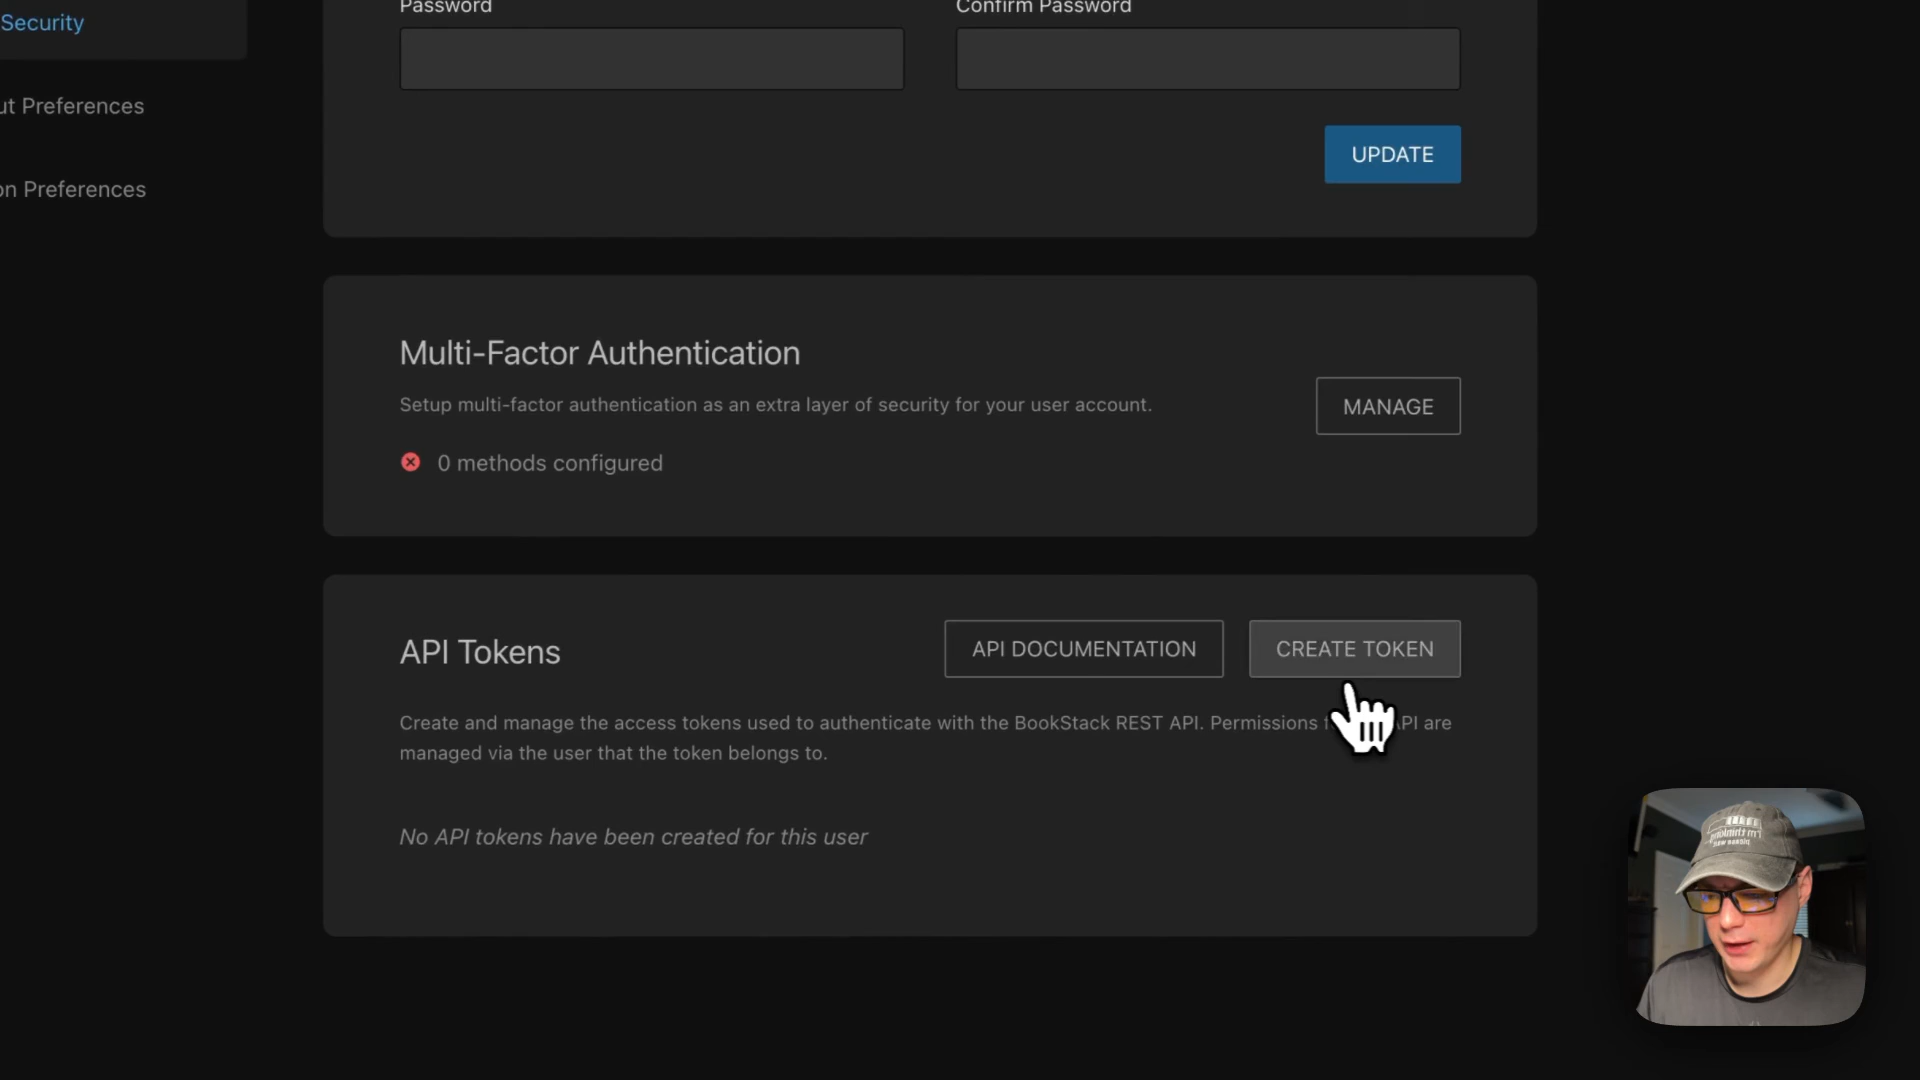 Password
Confirm Password
Security
ut Preferences
UPDATE
on Preferences
Multi-Factor Authentication
Setup multi-factor authentication as an extra layer of security for your user account.
MANAGE
0 methods configured
API Tokens
API DOCUMENTATION
CREATE TOKEN
Create and manage the access tokens used to authenticate with the BookStack REST API. Permissions API are
managed via the user that the token belongs to.
No API tokens have been created for this user